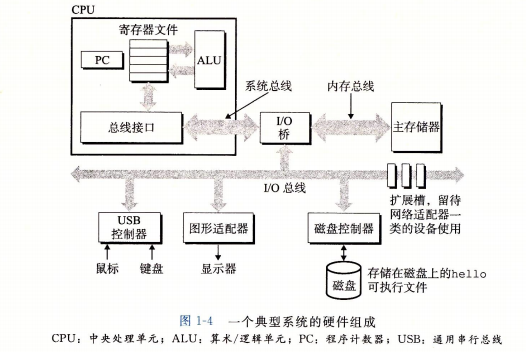 CPU
寄存器文件
PC
ALU
系统总线
内存总线
总线接口
I/O
桥
主存储器
I/O 总线
扩展槽，留待
网络适配器一
类的设备使用
USB
控制器
图形适配器
磁盘控制器
鼠标
键盘
显示器
磁盘
存储在磁盘上的hello
可执行文件
图 1-4 一个典型系统的硬件组成
CPU：中央处理单元；ALU：算术/逻辑单元；PC：程序计数器；USB：通用串行总线